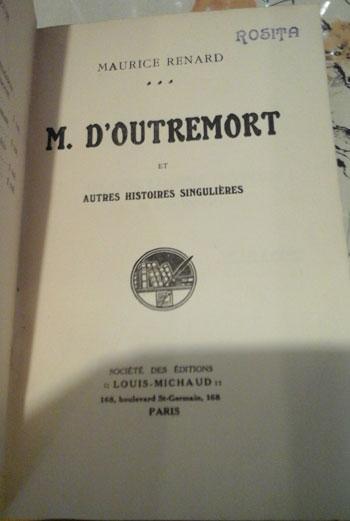 ROSITA
MAURICE RENARD
M. D'OUTREMORT
ET
AUTRES HISTOIRES SINGULIÈRES
SOCIÉTÉ DES ÉDITIONS
:: LOUIS-MICHAUD ::
168, boulevard St-Germain, 168
PARIS